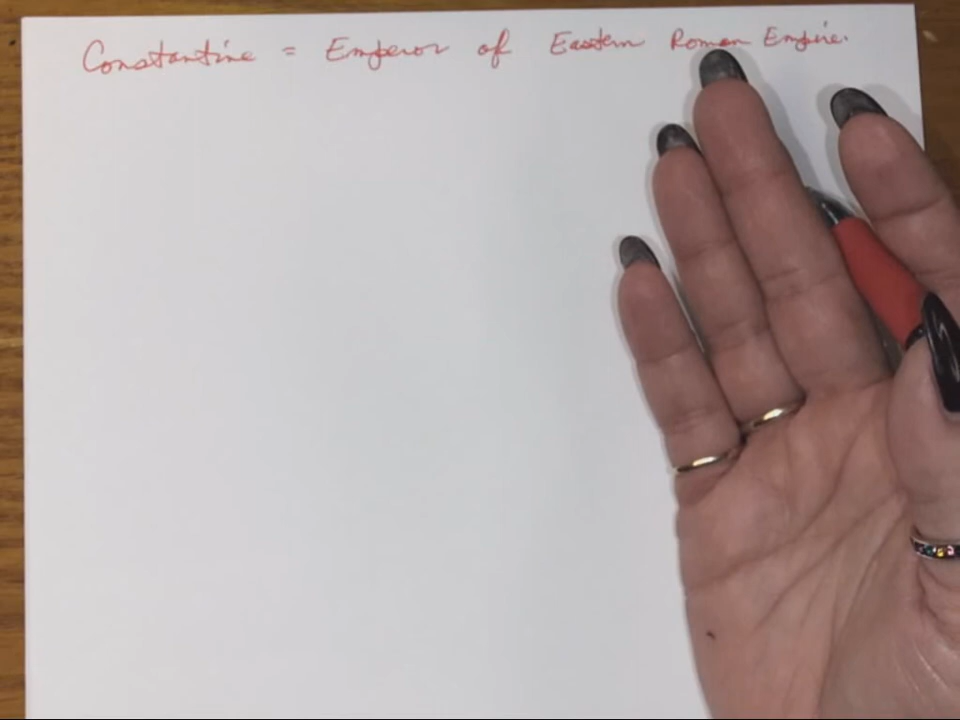 Constantine = Emperor of Eastern Roman Empire.